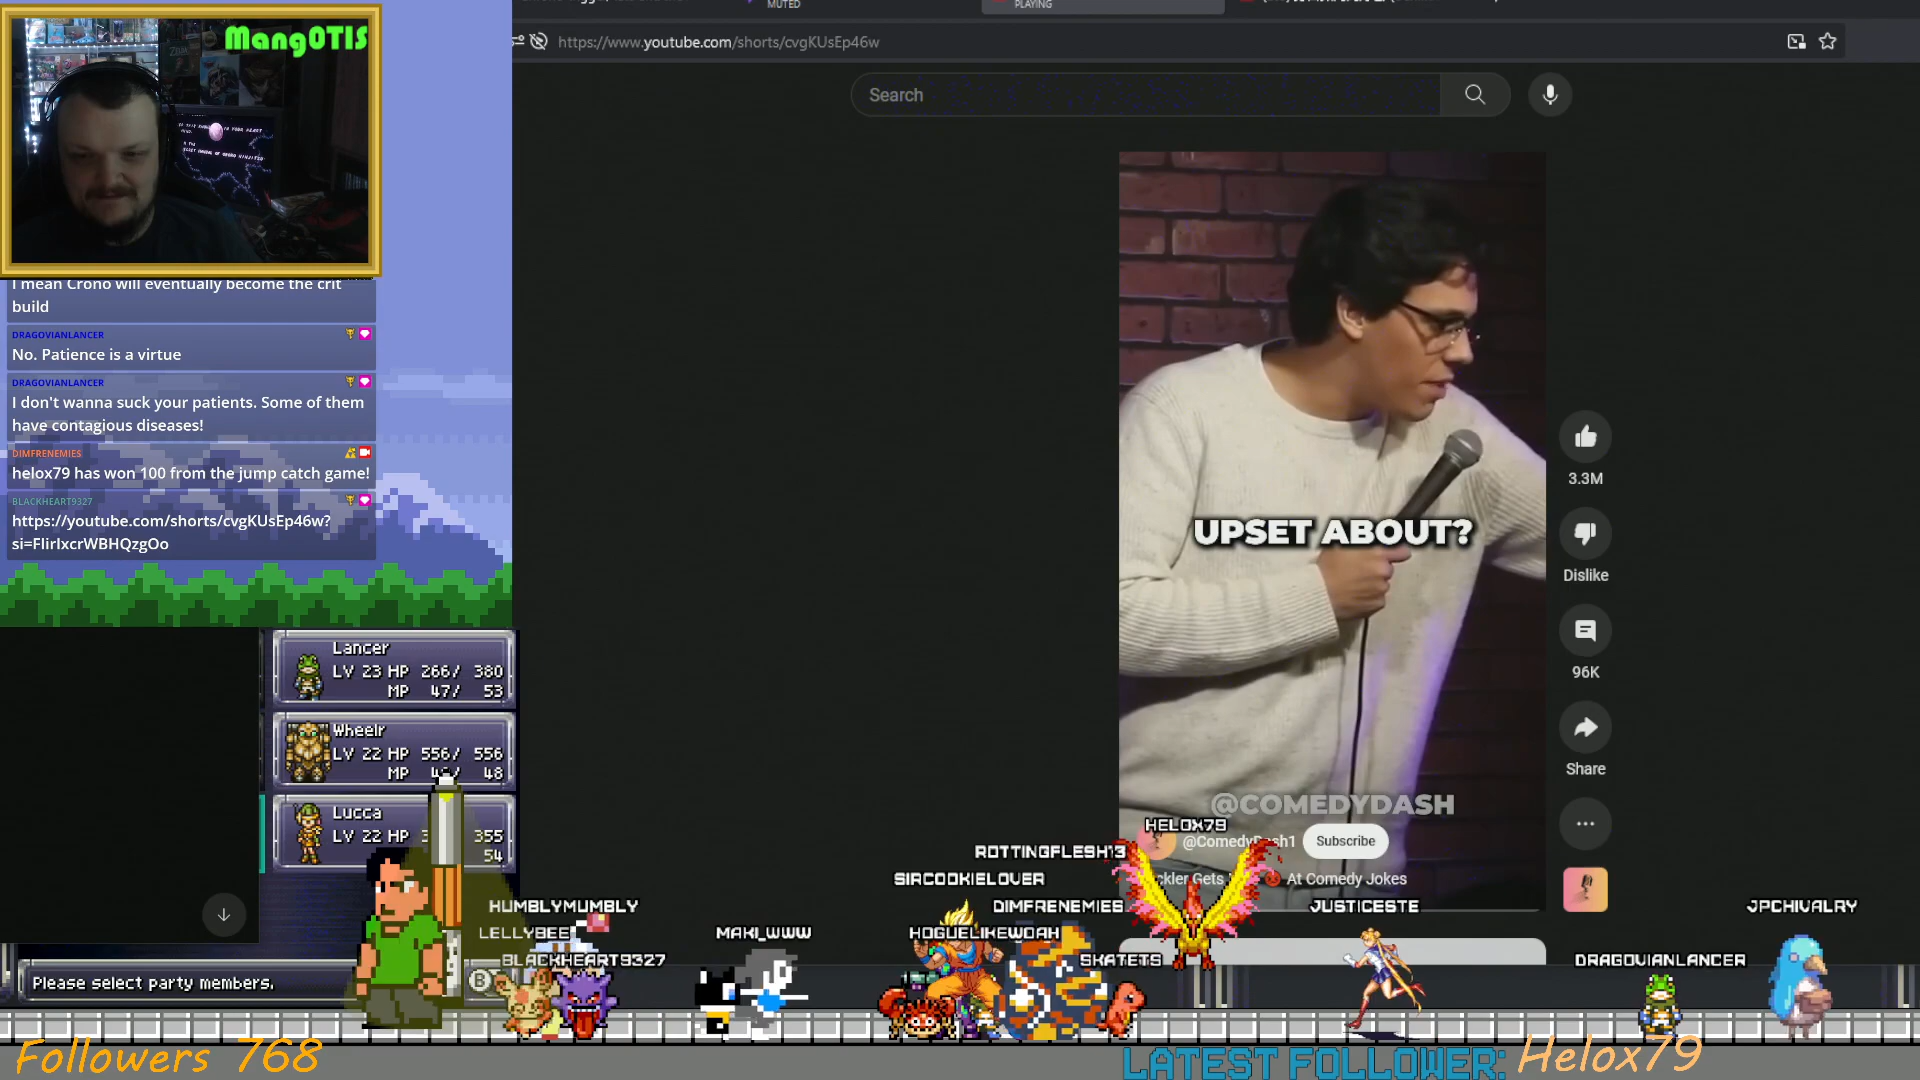 MUTED
PLAYING
https://www.youtube.com/shorts/cvgKUsEp46w
Search
MangOTIS
I mean Crono will eventually become the crit
build
DRAGOVIANLANCER
No. Patience is a virtue
DRAGOVIANLANCER
I don't wanna suck your patients. Some of them
have contagious diseases!
DIMFRENEMIES
helox79 has won 100 from the jump catch game!
BLACKHEART9327
https://youtube.com/shorts/cvgKUsEp46w?
si=FlirIxcrWBHQzgOo
UPSET ABOUT?
@COMEDYDASH
@ComedyDash1
Subscribe
Gets
At Comedy Jokes
3.3M
Dislike
96K
Share
Lancer
LV 23 HP 266/ 380
MP 47/ 53
Wheelr
LV 22 HP 556/ 556
MP 48
Lucca
LV 22 HP 355
54
Please select party members.
B
HELOX79
ROTTINGFLESH13
SIRCOOKIELOVER
HUMBLYMUMBLY
DIMFRENEMIES
JUSTICESTE
JPCHIVALRY
LELLYBEE
MAKI_WWW
HOGUELIKEWOAH
BLACKHEART9327
SKATETS
DRAGOVIANLANCER
Followers 768
LATEST FOLLOWER: Helox79